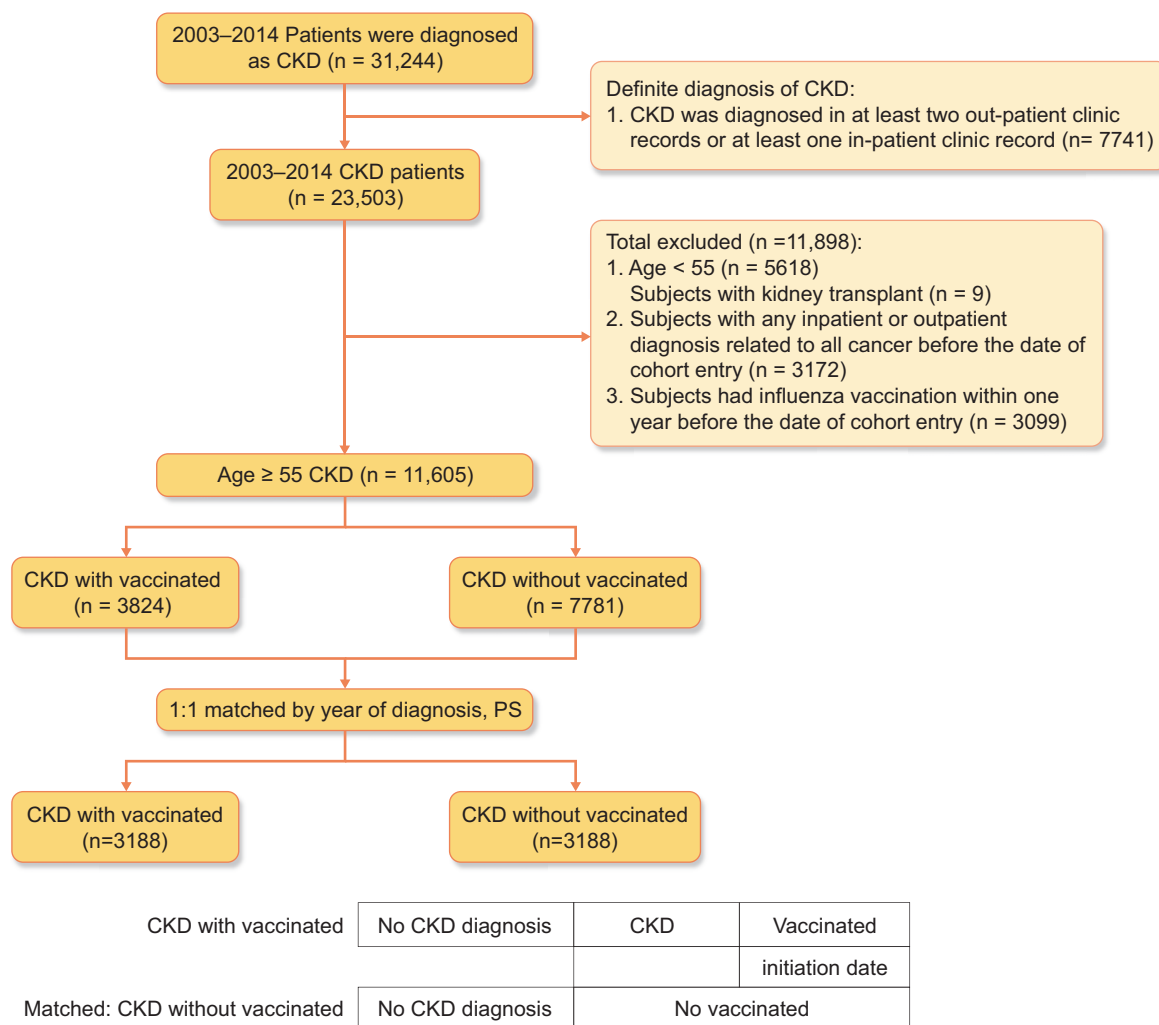 2003–2014 Patients were diagnosed
as CKD (n = 31,244)
Definite diagnosis of CKD:
1. CKD was diagnosed in at least two out-patient clinic
records or at least one in-patient clinic record (n= 7741)
2003–2014 CKD patients
(n = 23,503)
Total excluded (n =11,898):
1. Age < 55 (n = 5618)
Subjects with kidney transplant (n = 9)
2. Subjects with any inpatient or outpatient
diagnosis related to all cancer before the date of
cohort entry (n = 3172)
3. Subjects had influenza vaccination within one
year before the date of cohort entry (n = 3099)
Age ≥ 55 CKD (n = 11,605)
CKD with vaccinated
(n = 3824)
CKD without vaccinated
(n = 7781)
1:1 matched by year of diagnosis, PS
CKD with vaccinated
(n=3188)
CKD without vaccinated
(n=3188)
CKD with vaccinated No CKD diagnosis CKD Vaccinated
initiation date
Matched: CKD without vaccinated No CKD diagnosis No vaccinated